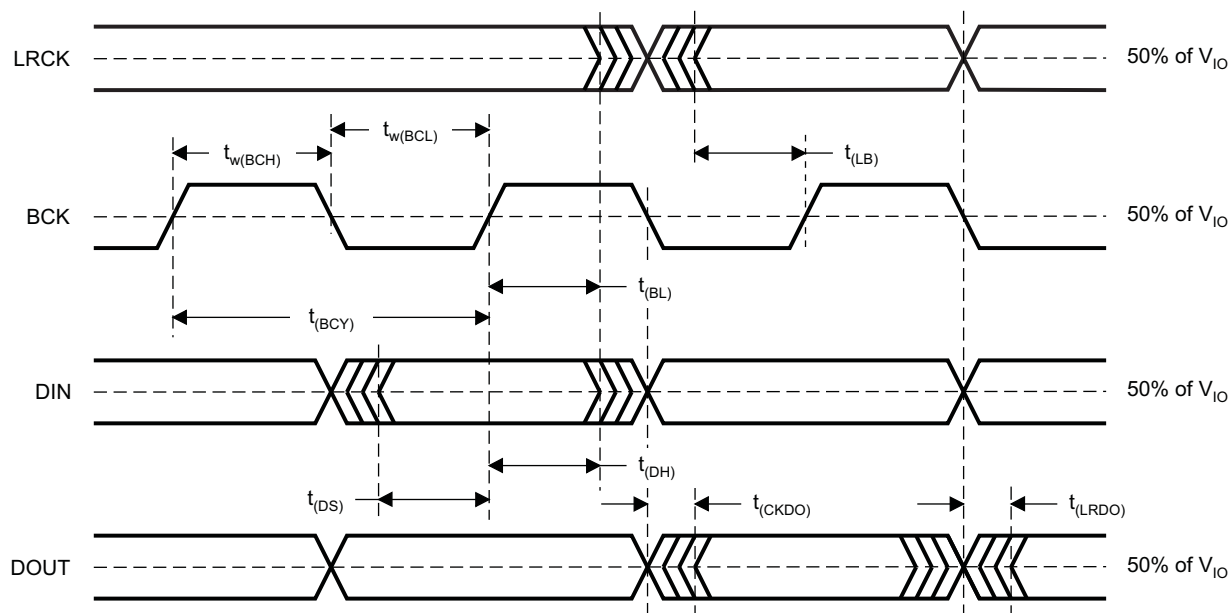 LRCK
50% of V_IO
t_w(BCL)
t_w(BCH)
t_(LB)
BCK
50% of V_IO
t_(BL)
t_(BCY)
DIN
50% of V_IO
t_(DH)
t_(DS)
t_(CKDO)
t_(LRDO)
DOUT
50% of V_IO